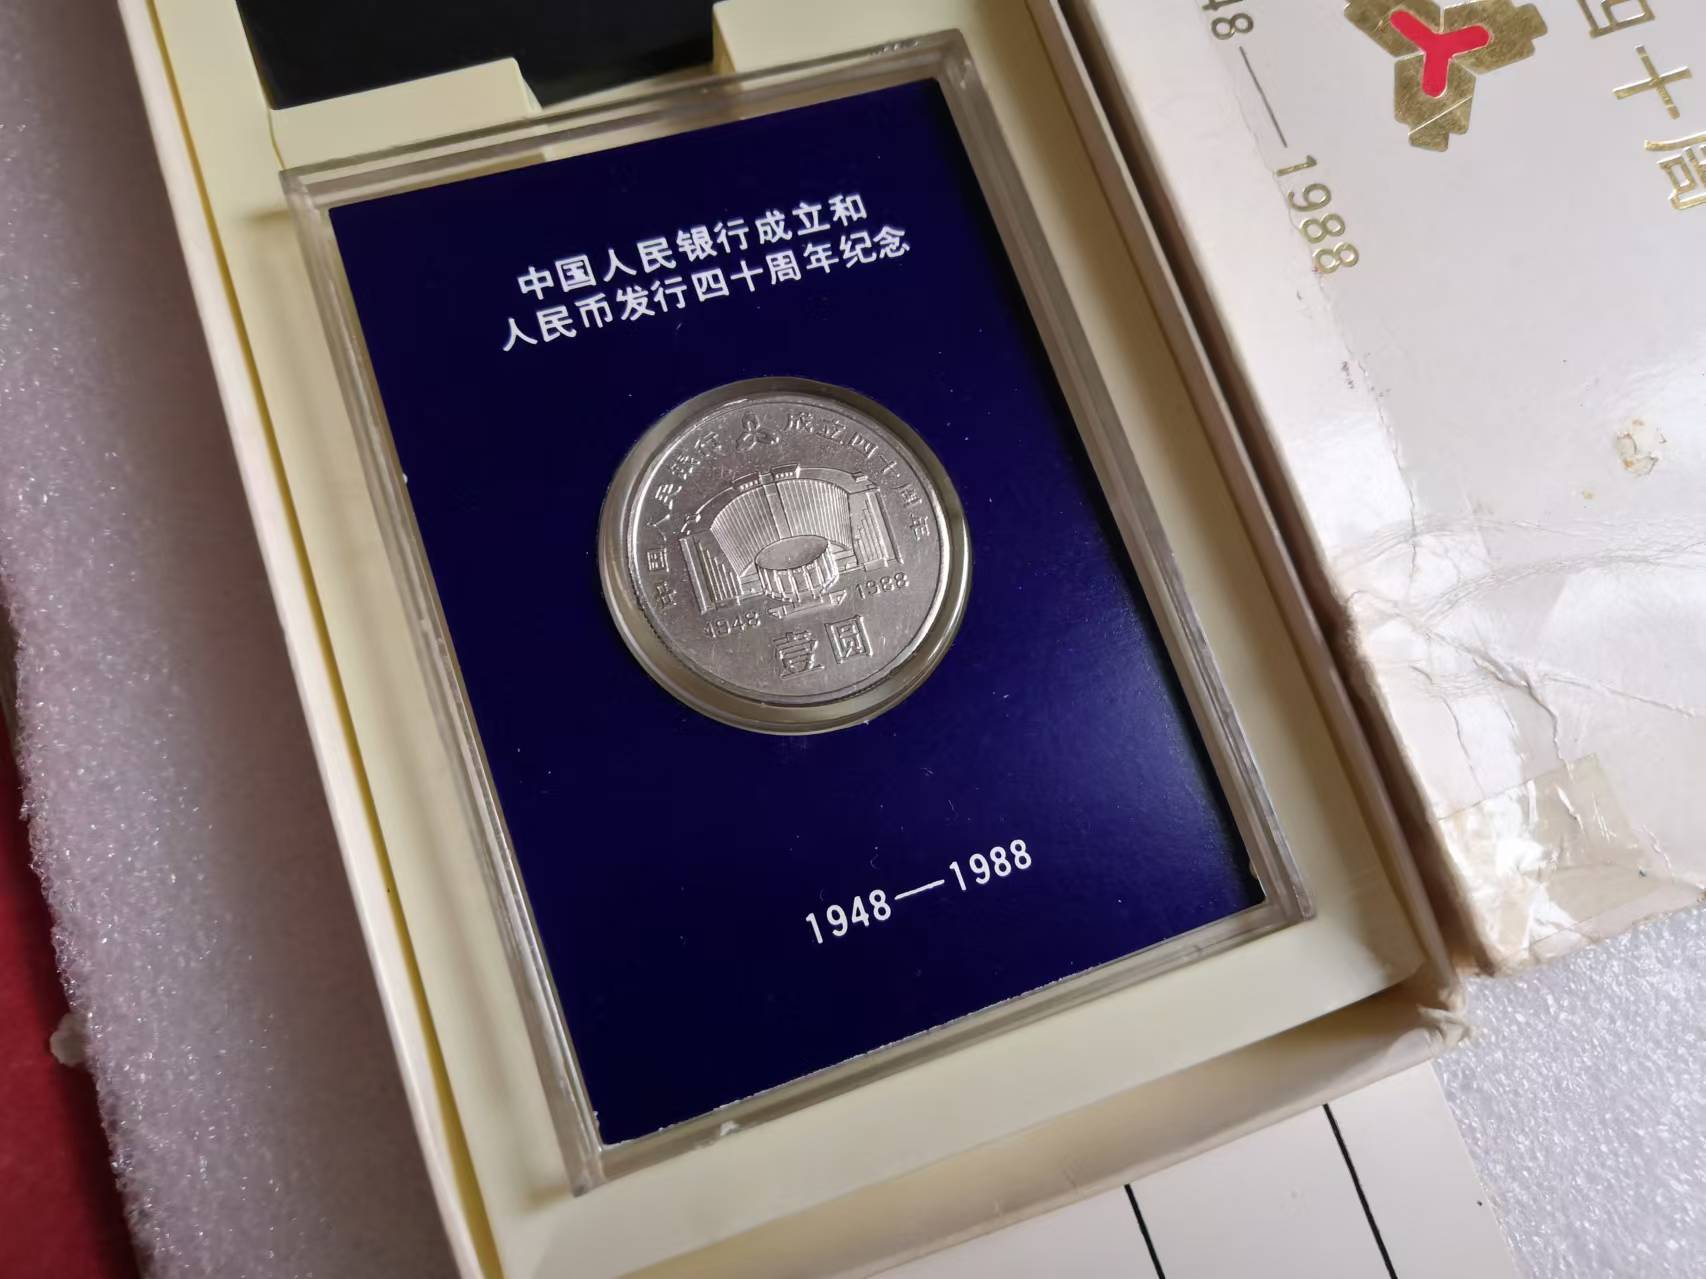 中国人民银行成立和
人民币发行四十周年纪念
中国人民银行 成立四十周年
1948 1988
壹圆
1948—1988
四十周
48—1988